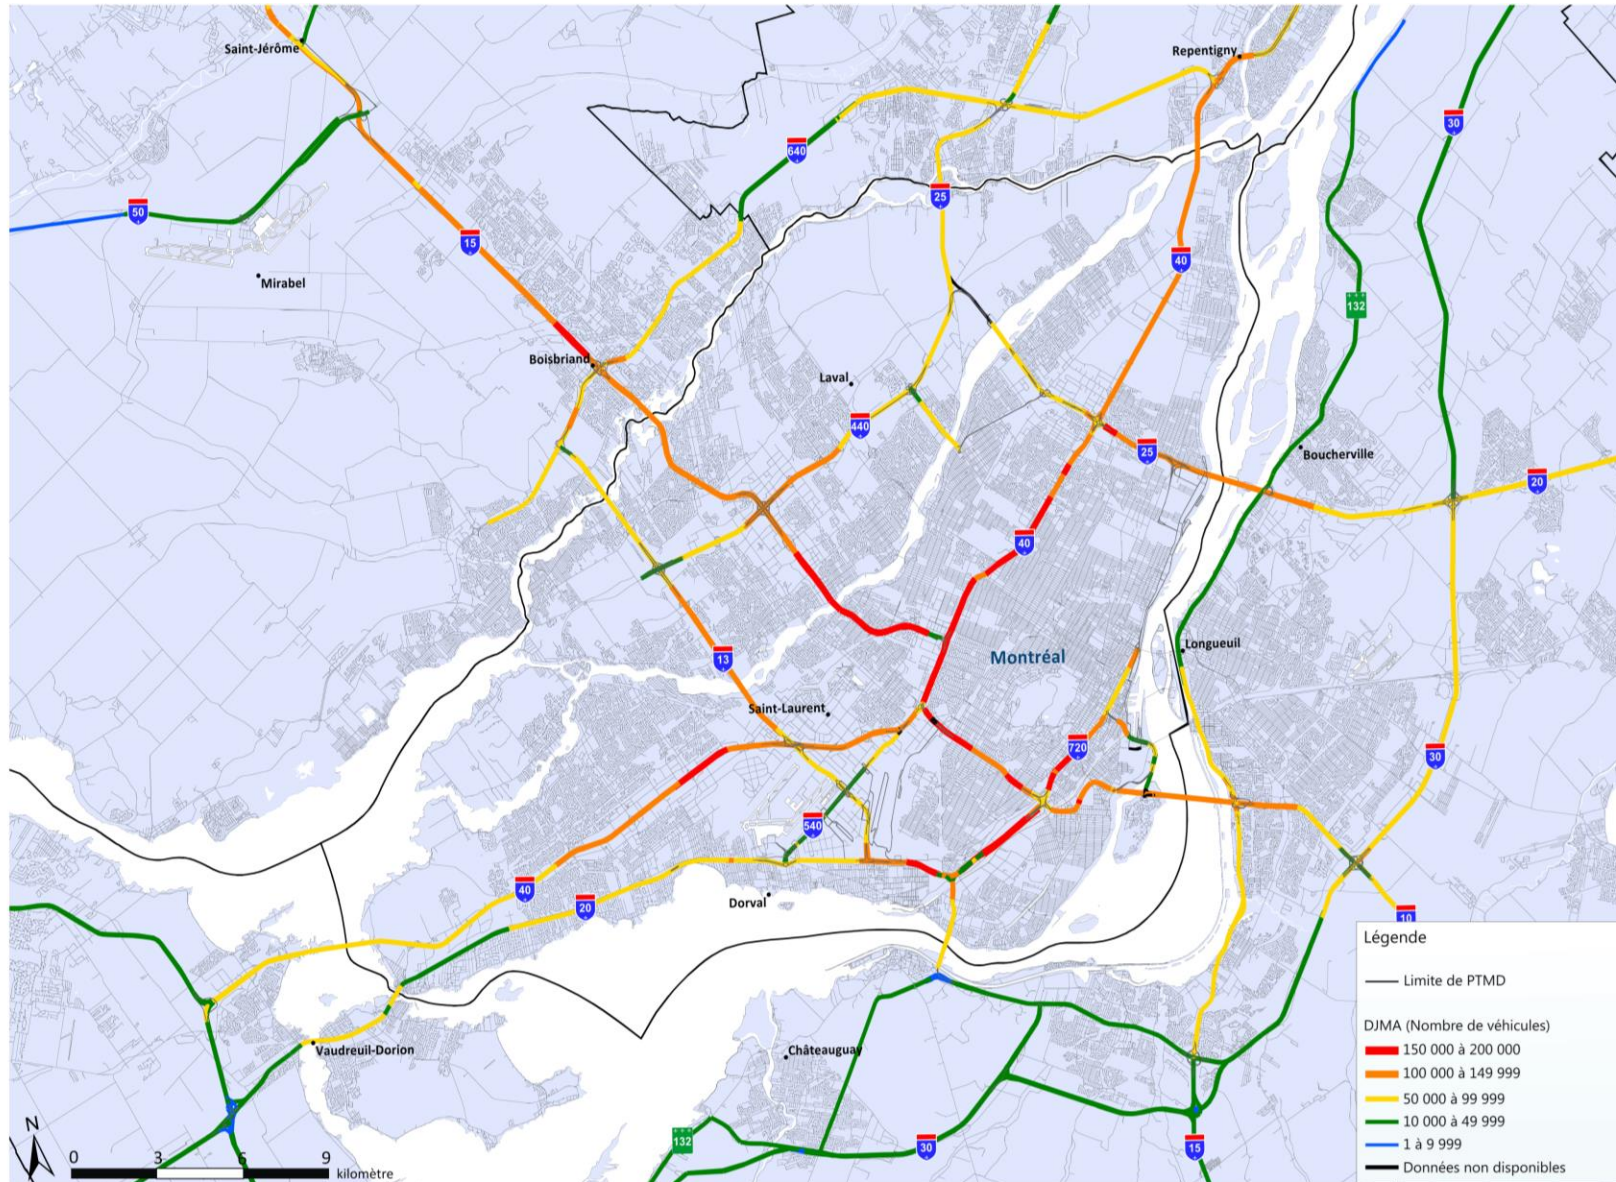 Saint-Jérôme
Repentigny
30
640
25
50
15
40
Mirabel
132
Boisbriand
Laval
440
25
Boucherville
20
40
13
Montréal
Longueuil
Saint-Laurent
720
30
540
40
20
Dorval
10
Légende
Limite de PTMD
DJMA (Nombre de véhicules)
150 000 à 200 000
100 000 à 149 999
50 000 à 99 999
10 000 à 49 999
1 à 9 999
Données non disponibles
Vaudreuil-Dorion
Châteauguay
132
30
15
N
0 3 6 9
kilomètre